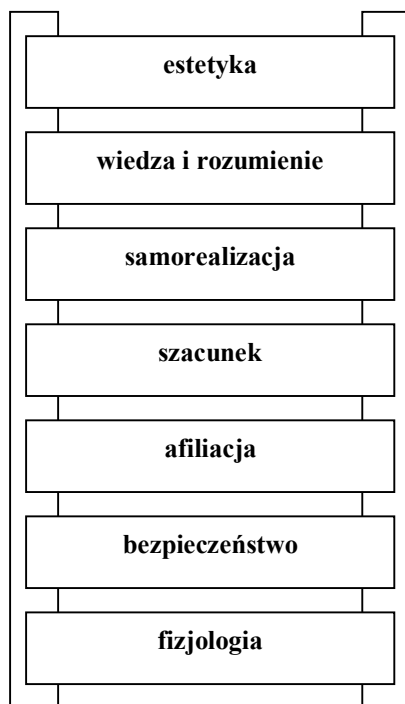 estetyka
wiedza i rozumienie
samorealizacja
szacunek
afiliacja
bezpieczeństwo
fizjologia